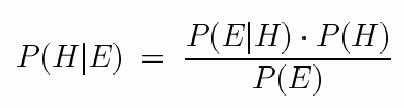 P(H|E) = P(E|H) · P(H) / P(E)